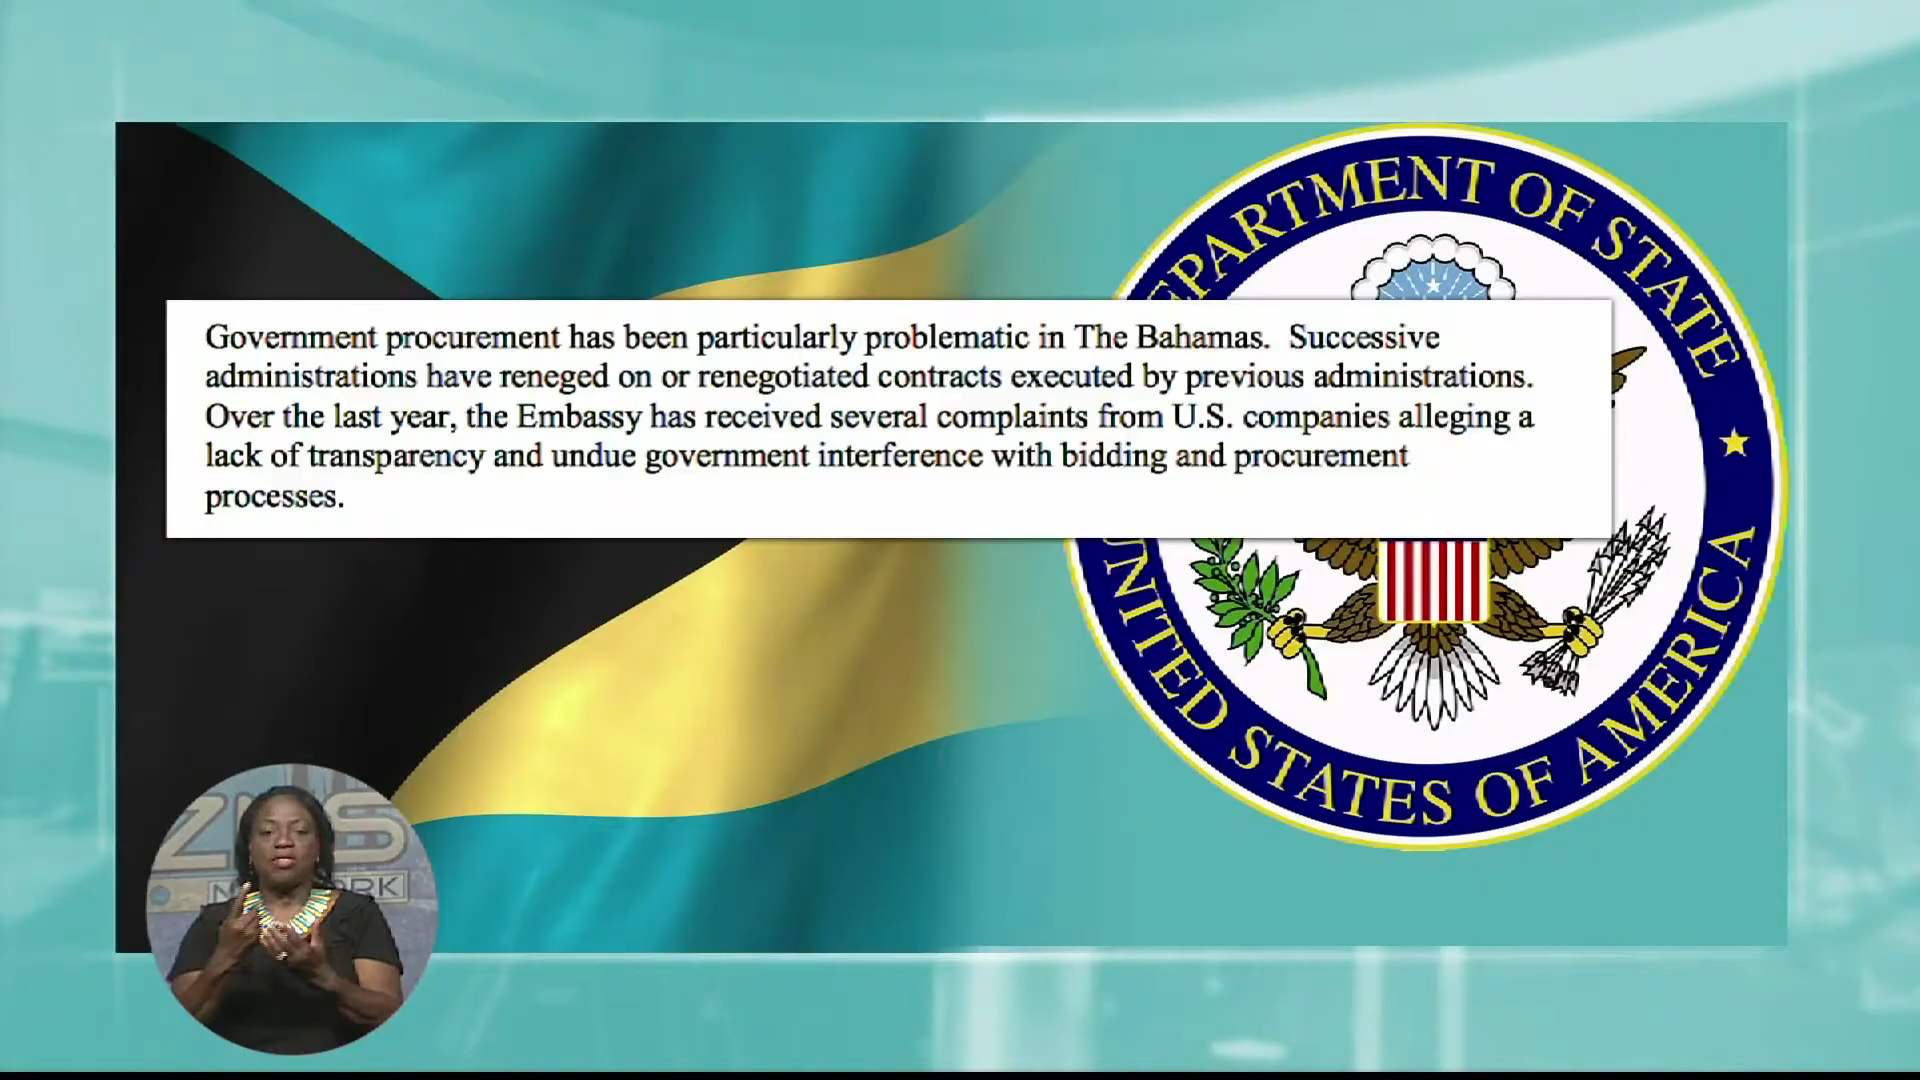 DEPARTMENT OF STATE
Government procurement has been particularly problematic in The Bahamas. Successive
administrations have reneged on or renegotiated contracts executed by previous administrations.
Over the last year, the Embassy has received several complaints from U.S. companies alleging a
lack of transparency and undue government interference with bidding and procurement
processes.
UNITED STATES OF AMERICA
ZNS
NETWORK